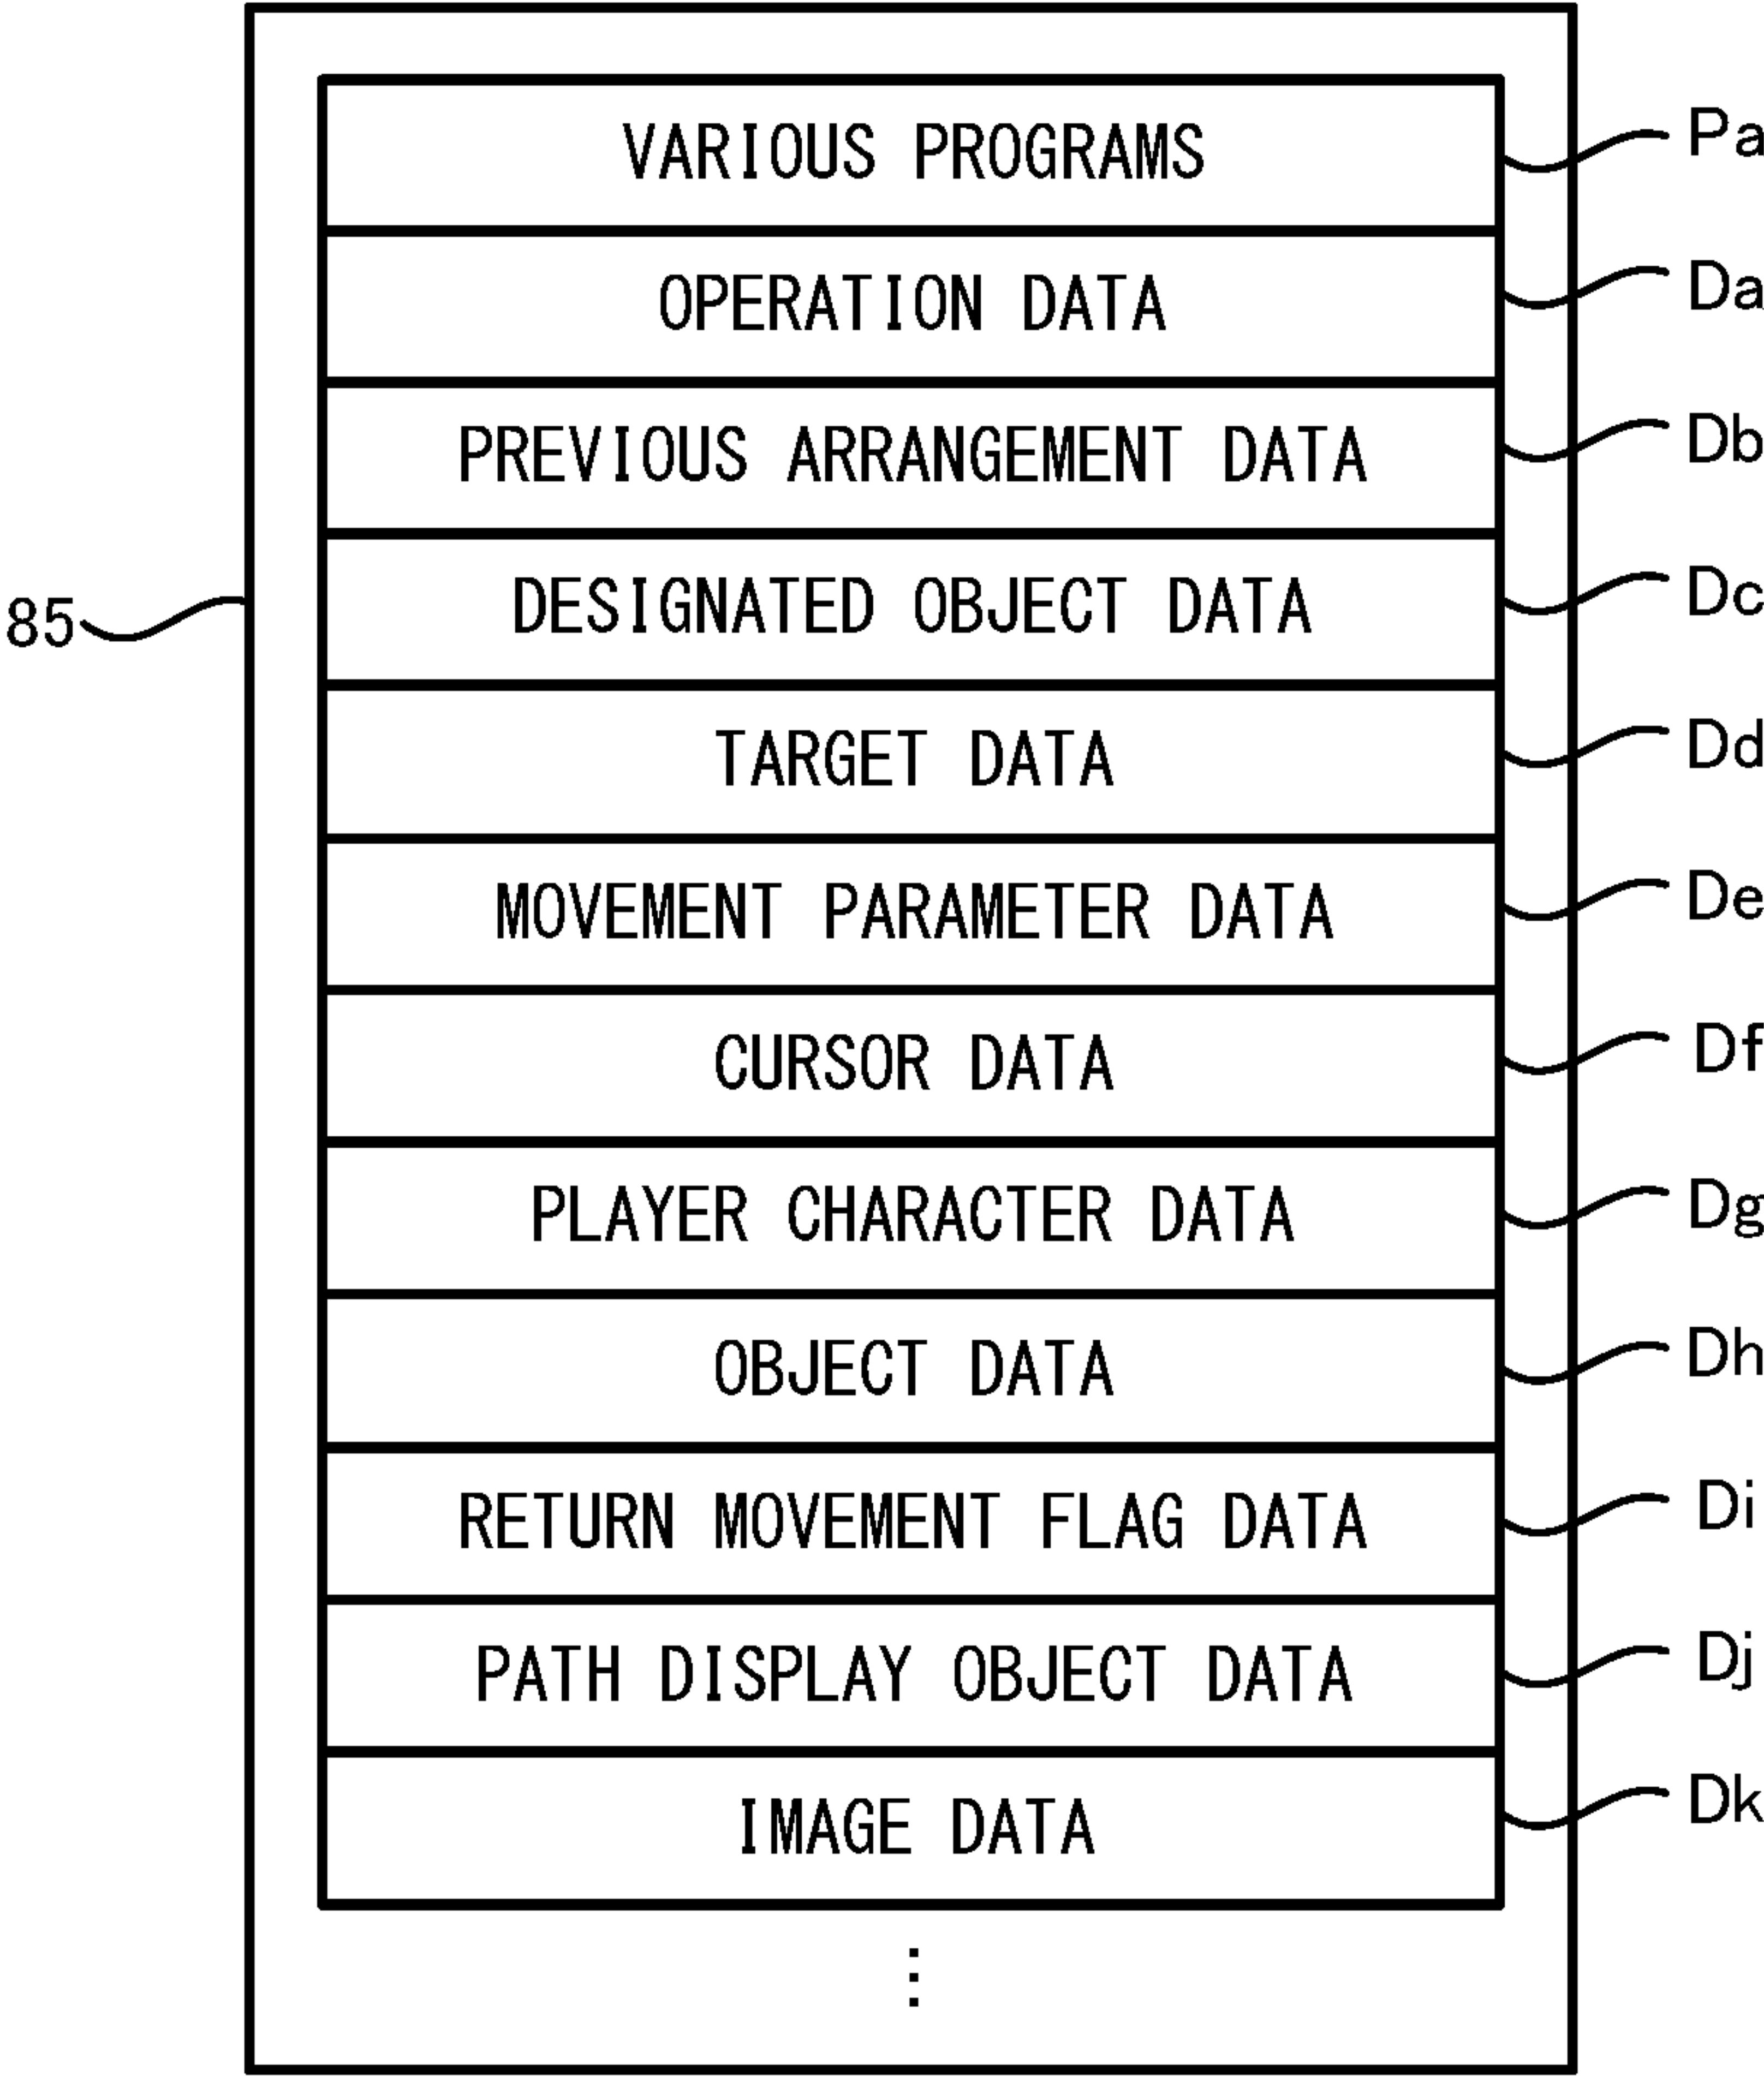 VARIOUS PROGRAMS Pa
OPERATION DATA Da
PREVIOUS ARRANGEMENT DATA Db
DESIGNATED OBJECT DATA Dc
85
TARGET DATA Dd
MOVEMENT PARAMETER DATA De
CURSOR DATA Df
PLAYER CHARACTER DATA Dg
OBJECT DATA Dh
RETURN MOVEMENT FLAG DATA Di
PATH DISPLAY OBJECT DATA Dj
IMAGE DATA Dk
⋮